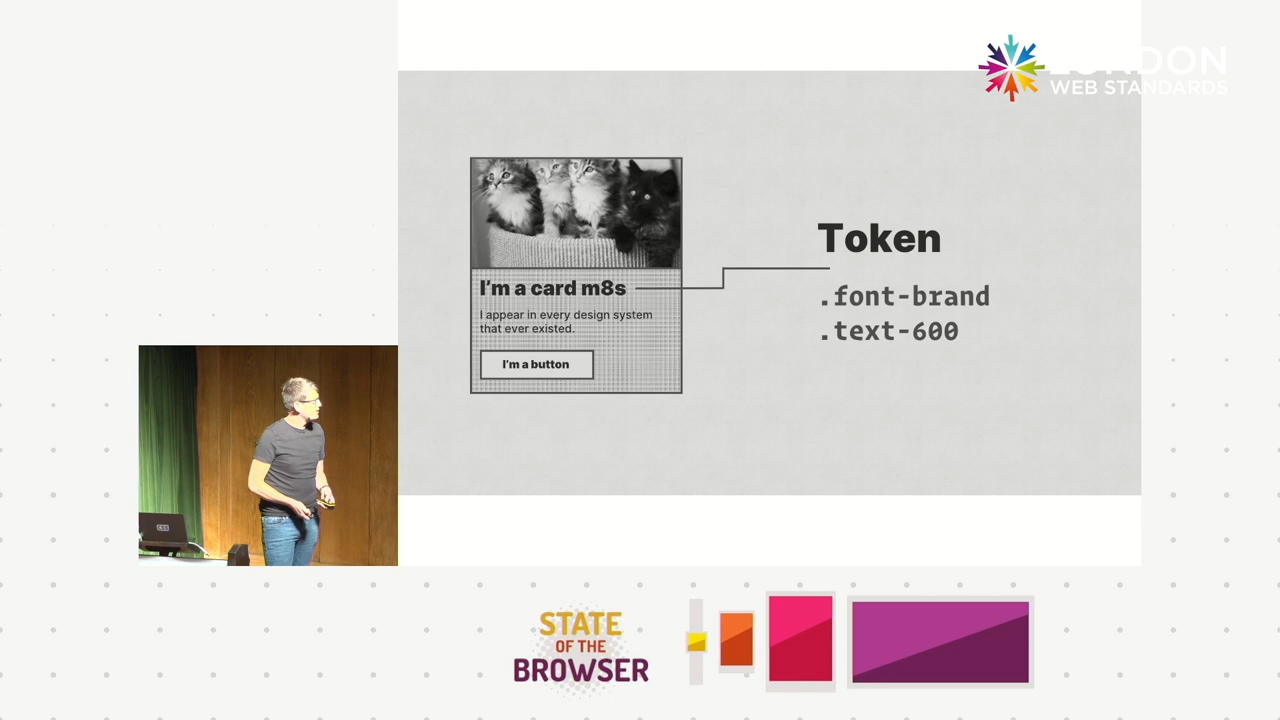 LONDON
WEB STANDARDS
Token
I'm a card m8s
.font-brand
I appear in every design system
that ever existed.
.text-600
I'm a button
STATE
OF THE
BROWSER